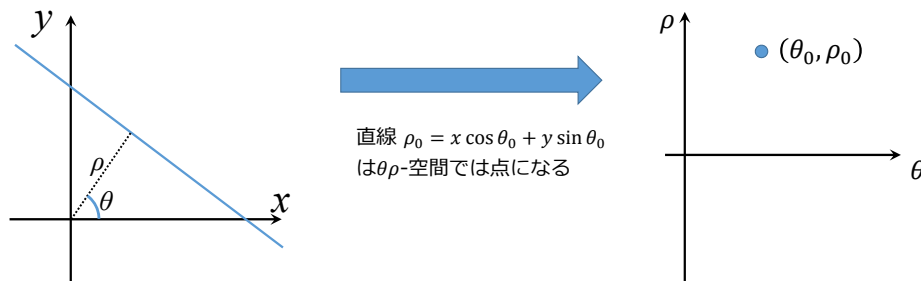 y
ρ
θ
x
直線 ρ₀ = x cos θ₀ + y sin θ₀
はθρ-空間では点になる
ρ
(θ₀, ρ₀)
θ